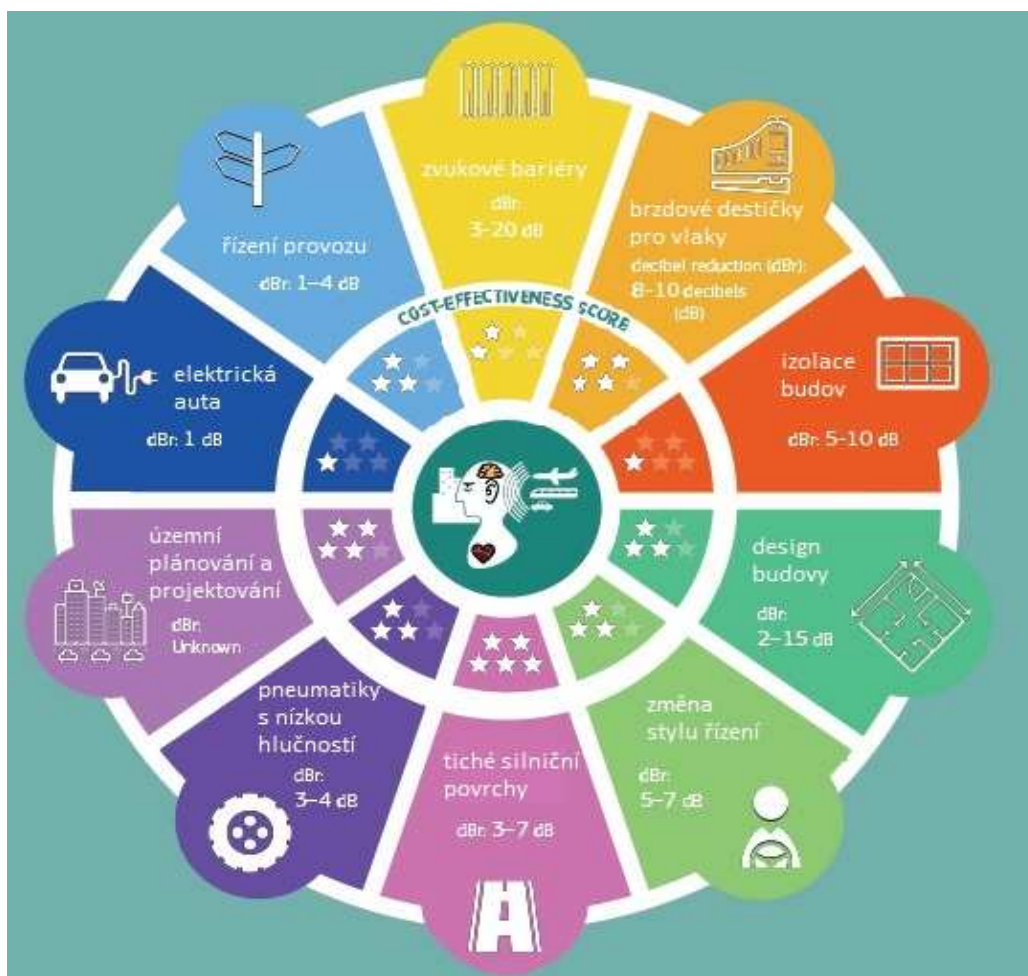 zvukové bariéry
dBr:
3-20 dB
brzdové destičky
pro vlaky
decibel reduction (dBr):
8-10 decibels
(dB)
izolace
budov
dBr: 5-10 dB
design
budovy
dBr:
2-15 dB
změna
stylu řízení
dBr:
5-7 dB
tiché silniční
povrchy
dBr: 3-7 dB
pneumatiky
s nízkou
hlučností
dBr:
3-4 dB
územní
plánování a
projektování
dBr:
Unknown
elektrická
auta
dBr: 1 dB
řízení provozu
dBr: 1-4 dB
COST-EFFECTIVENESS SCORE